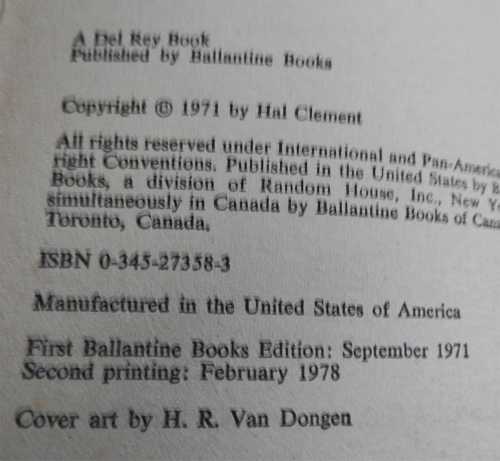 A Del Rey Book
Published by Ballantine Books
Copyright © 1971 by Hal Clement
All rights reserved under International and Pan-America
right Conventions. Published in the United States by
Books, a division of Random House, Inc., New Yo
simultaneously in Canada by Ballantine Books of Cana
Toronto, Canada.
ISBN 0-345-27358-3
Manufactured in the United States of America
First Ballantine Books Edition: September 1971
Second printing: February 1978
Cover art by H. R. Van Dongen